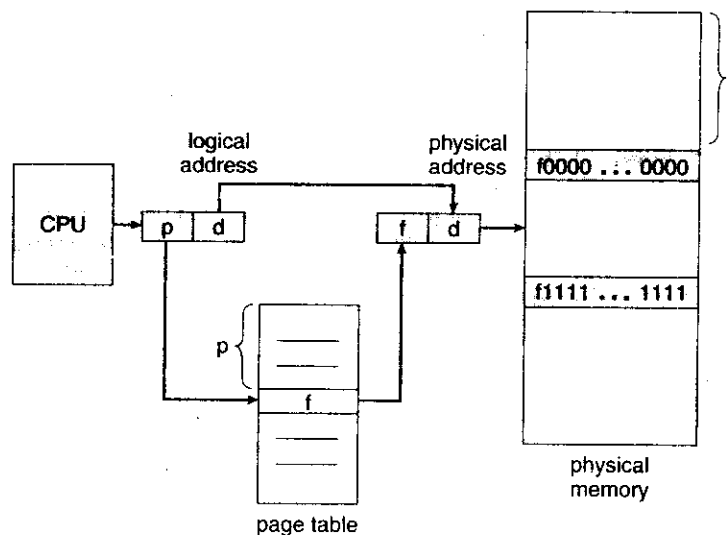 logical
address
physical
address
f0000 ... 0000
CPU
p d
f d
f1111 ... 1111
p
f
physical
memory
page table